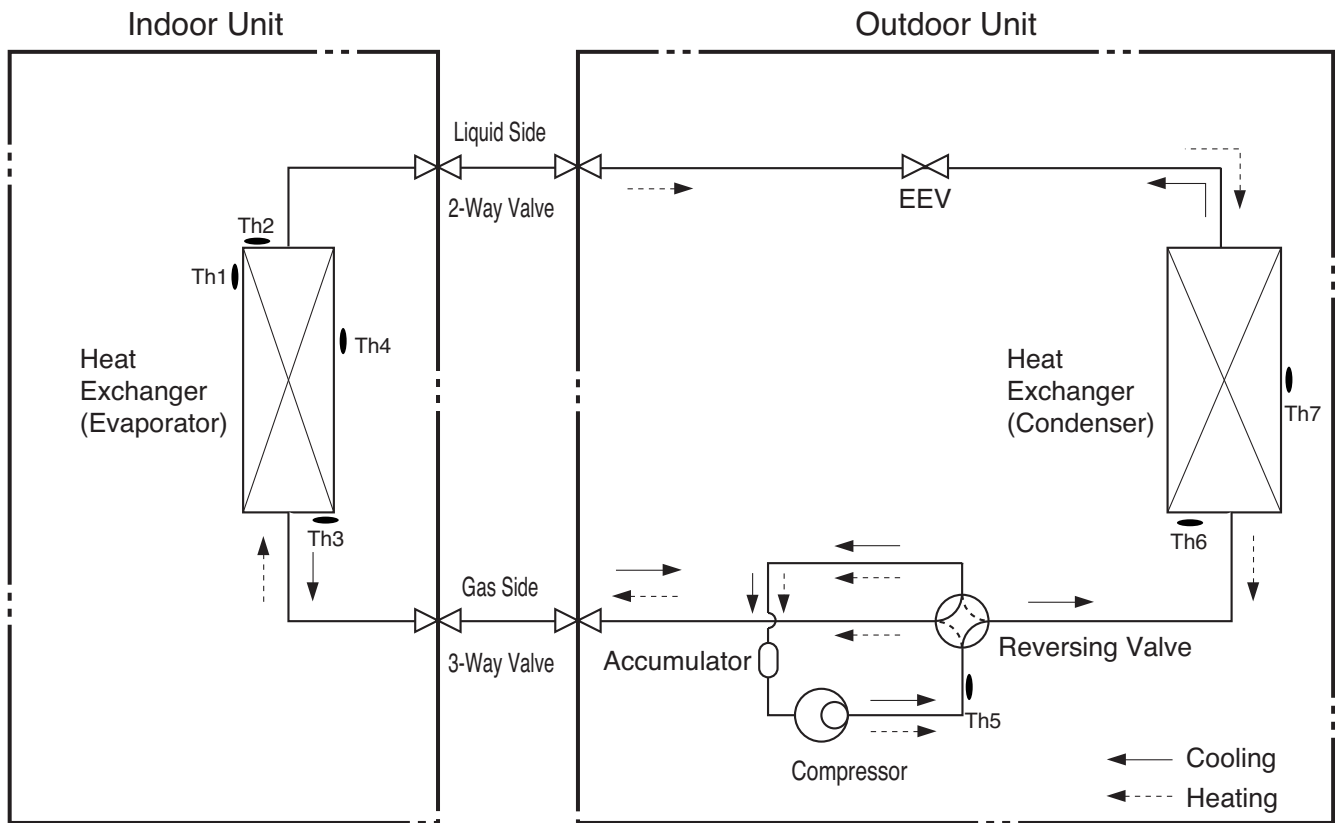 Indoor Unit
Outdoor Unit
Liquid Side
2-Way Valve
EEV
Th2
Th1
Th4
Heat
Exchanger
(Evaporator)
Th3
Heat
Exchanger
(Condenser)
Th7
Th6
Gas Side
3-Way Valve
Accumulator
Reversing Valve
Th5
Compressor
Cooling
Heating